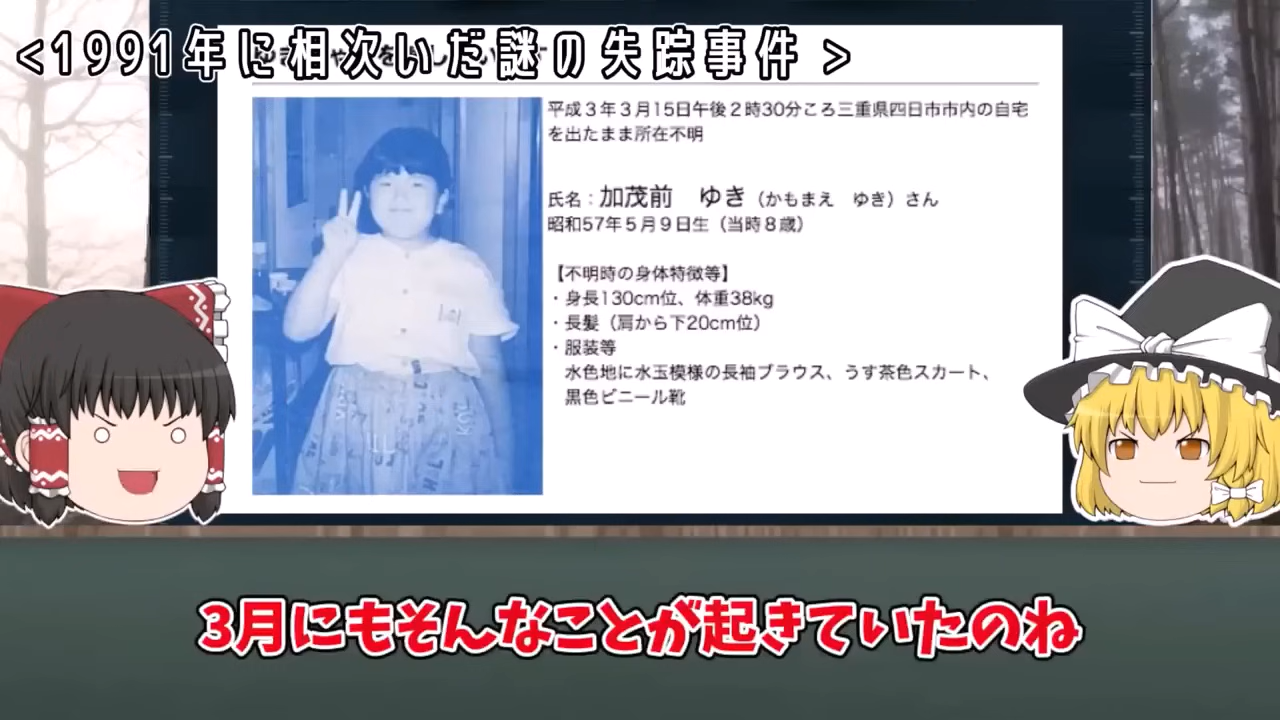 <1991年に相次いだ謎の失踪事件 >
平成3年3月15日午後2時30分ころ三重県四日市市内の自宅
を出たまま所在不明
氏名:加茂前 ゆき(かもまえ ゆき)さん
昭和57年5月9日生(当時8歳)
【不明時の身体特徴等】
・身長130cm位、体重38kg
・長髪(肩から下20cm位)
・服装等
水色地に水玉模様の長袖ブラウス、うす茶色スカート、
黒色ビニール靴
3月にもそんなことが起きていたのね